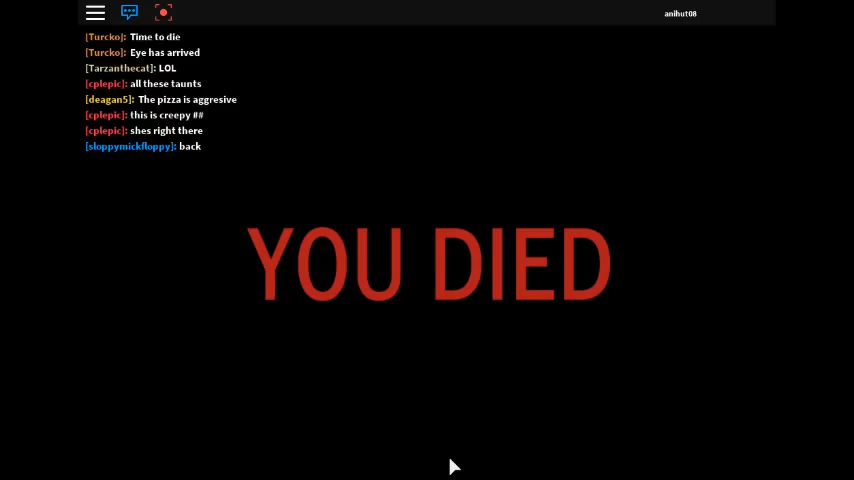 anihut08
[Turcko]: Time to die
[Turcko]: Eye has arrived
[Tarzanthecat]: LOL
[cplepic]: all these taunts
[deagan5]: The pizza is aggresive
[cplepic]: this is creepy ##
[cplepic]: shes right there
[sloppymickfloppy]: back
YOU DIED